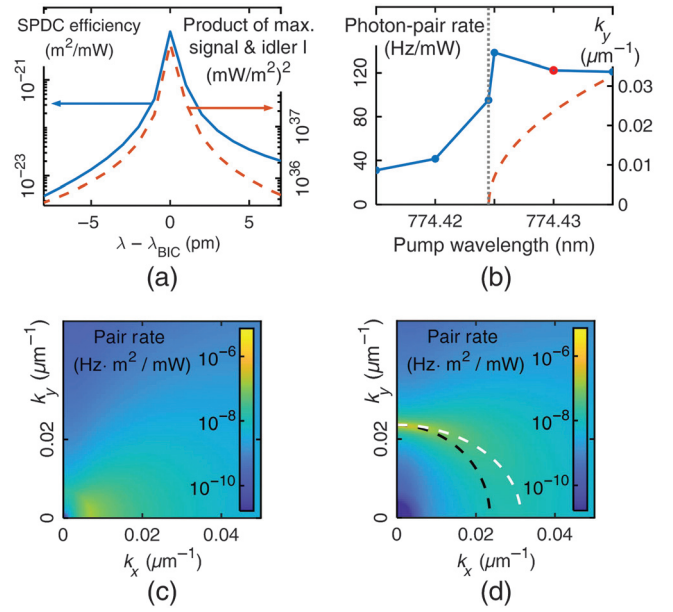 SPDC efficiency
(m²/mW)
Product of max.
signal & idler I
(mW/m²)²
10⁻²¹
10⁻²³
10³⁷
10³⁶
−5
0
5
λ − λ_BIC (pm)
(a)
Photon-pair rate
(Hz/mW)
k_y
(μm⁻¹)
120
80
40
0
0.03
0.02
0.01
0
774.42
774.43
Pump wavelength (nm)
(b)
Pair rate
(Hz· m² / mW)
10⁻⁶
10⁻⁸
10⁻¹⁰
k_y (μm⁻¹)
0.02
0
0
0.02
0.04
k_x (μm⁻¹)
(c)
Pair rate
(Hz· m² / mW)
10⁻⁶
10⁻⁸
10⁻¹⁰
k_y (μm⁻¹)
0.02
0
0
0.02
0.04
k_x (μm⁻¹)
(d)